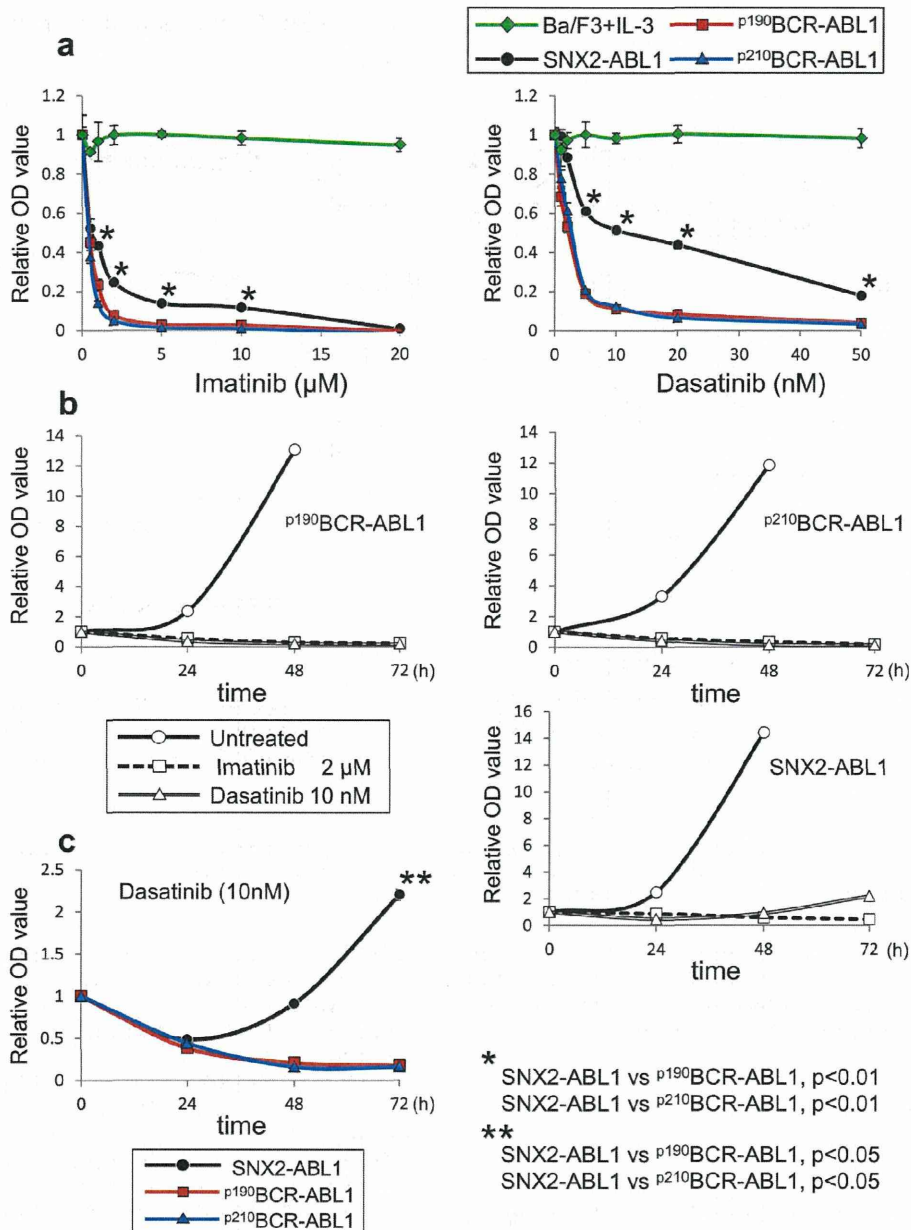 a
Ba/F3+IL-3
p190BCR-ABL1
SNX2-ABL1
p210BCR-ABL1
Relative OD value
1.2
1
0.8
0.6
0.4
0.2
0
0 5 10 15 20
Imatinib (µM)
* * * *
Relative OD value
1.2
1
0.8
0.6
0.4
0.2
0
0 10 20 30 40 50
Dasatinib (nM)
* * * *
b
Relative OD value
14
12
10
8
6
4
2
0
p190BCR-ABL1
0 24 48 72 (h)
time
Relative OD value
14
12
10
8
6
4
2
0
p210BCR-ABL1
0 24 48 72 (h)
time
Untreated
Imatinib 2 µM
Dasatinib 10 nM
Relative OD value
16
14
12
10
8
6
4
2
0
SNX2-ABL1
0 24 48 72 (h)
time
c
Relative OD value
2.5
2
1.5
1
0.5
0
Dasatinib (10nM)
**
0 24 48 72 (h)
time
SNX2-ABL1
p190BCR-ABL1
p210BCR-ABL1
*
SNX2-ABL1 vs p190BCR-ABL1, p<0.01
SNX2-ABL1 vs p210BCR-ABL1, p<0.01
**
SNX2-ABL1 vs p190BCR-ABL1, p<0.05
SNX2-ABL1 vs p210BCR-ABL1, p<0.05